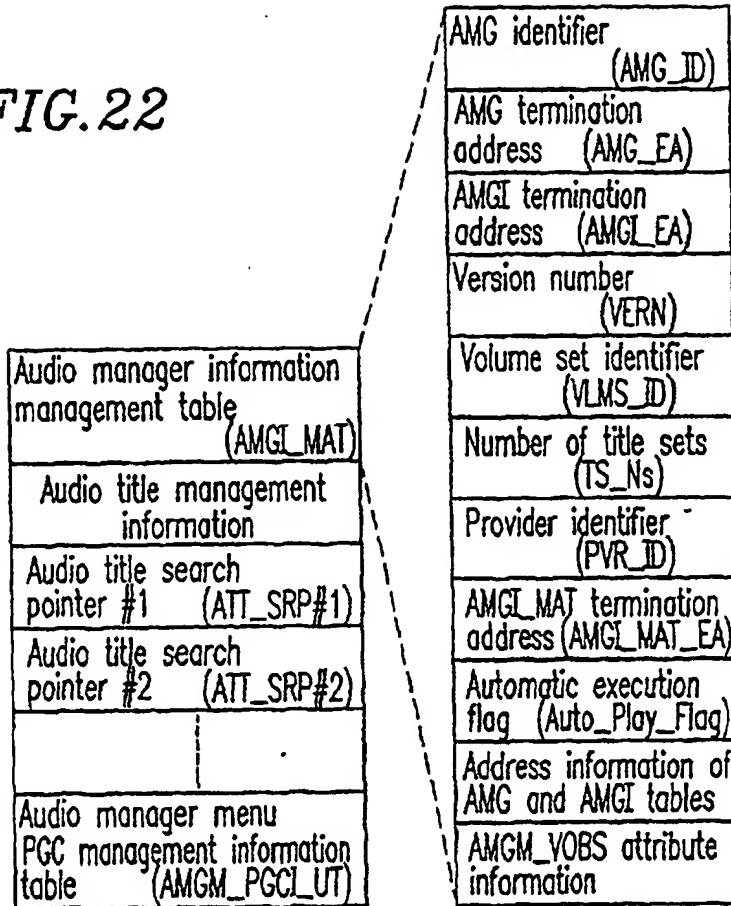 FIG.22
Audio manager information
management table
(AMGI_MAT)
Audio title management
information
Audio title search
pointer #1 (ATT_SRP#1)
Audio title search
pointer #2 (ATT_SRP#2)
Audio manager menu
PGC management information
table (AMGM_PGCI_UT)
AMG identifier
(AMG_ID)
AMG termination
address (AMG_EA)
AMGI termination
address (AMGI_EA)
Version number
(VERN)
Volume set identifier
(VLMS_ID)
Number of title sets
(TS_Ns)
Provider identifier
(PVR_ID)
AMGI_MAT termination
address (AMGI_MAT_EA)
Automatic execution
flag (Auto_Play_Flag)
Address information of
AMG and AMGI tables
AMGM_VOBS attribute
information